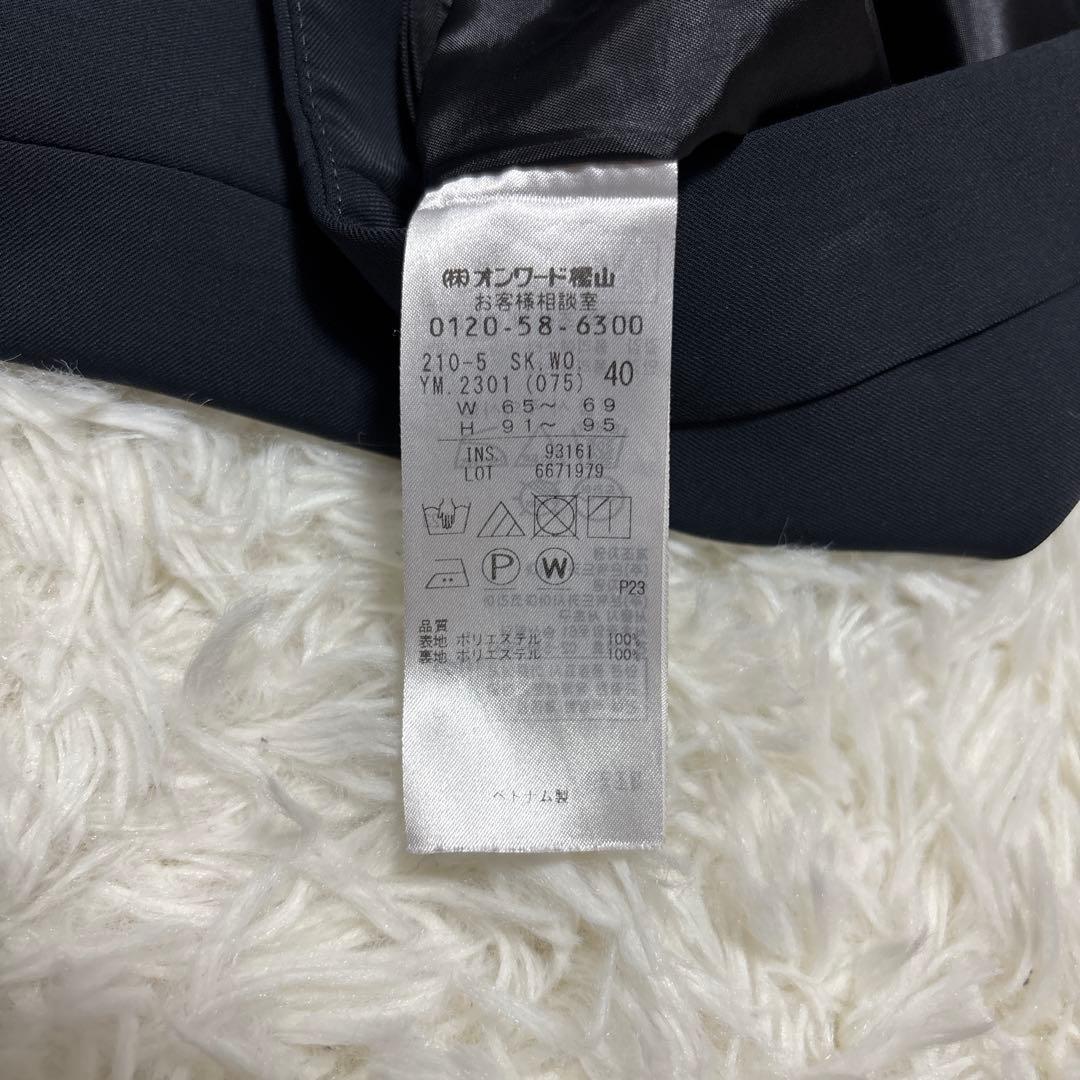 (株)オンワード樫山
お客様相談室
0120-58-6300
210-5 SK.WO.
YM.2301 (075) 40
W 65～ 69
H 91～ 95
INS. 93161
LOT 6671979
P W
P23
品質
表地 ポリエステル 100%
裏地 ポリエステル 100%
ベトナム製